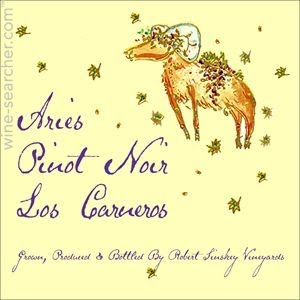 Aries
Pinot Noir
Los Carneros
Grown, Produced & Bottled By Robert Sinskey Vineyards
wine-searcher.com